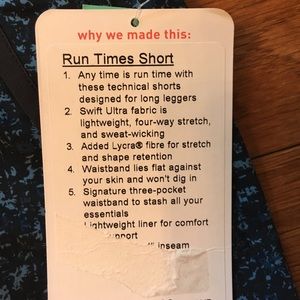 why we made this:
Run Times Short
1. Any time is run time with
these technical shorts
designed for long leggers
2. Swift Ultra fabric is
lightweight, four-way stretch,
and sweat-wicking
3. Added Lycra® fibre for stretch
and shape retention
4. Waistband lies flat against
your skin and won't dig in
5. Signature three-pocket
waistband to stash all your
essentials
Lightweight liner for comfort
support
" inseam